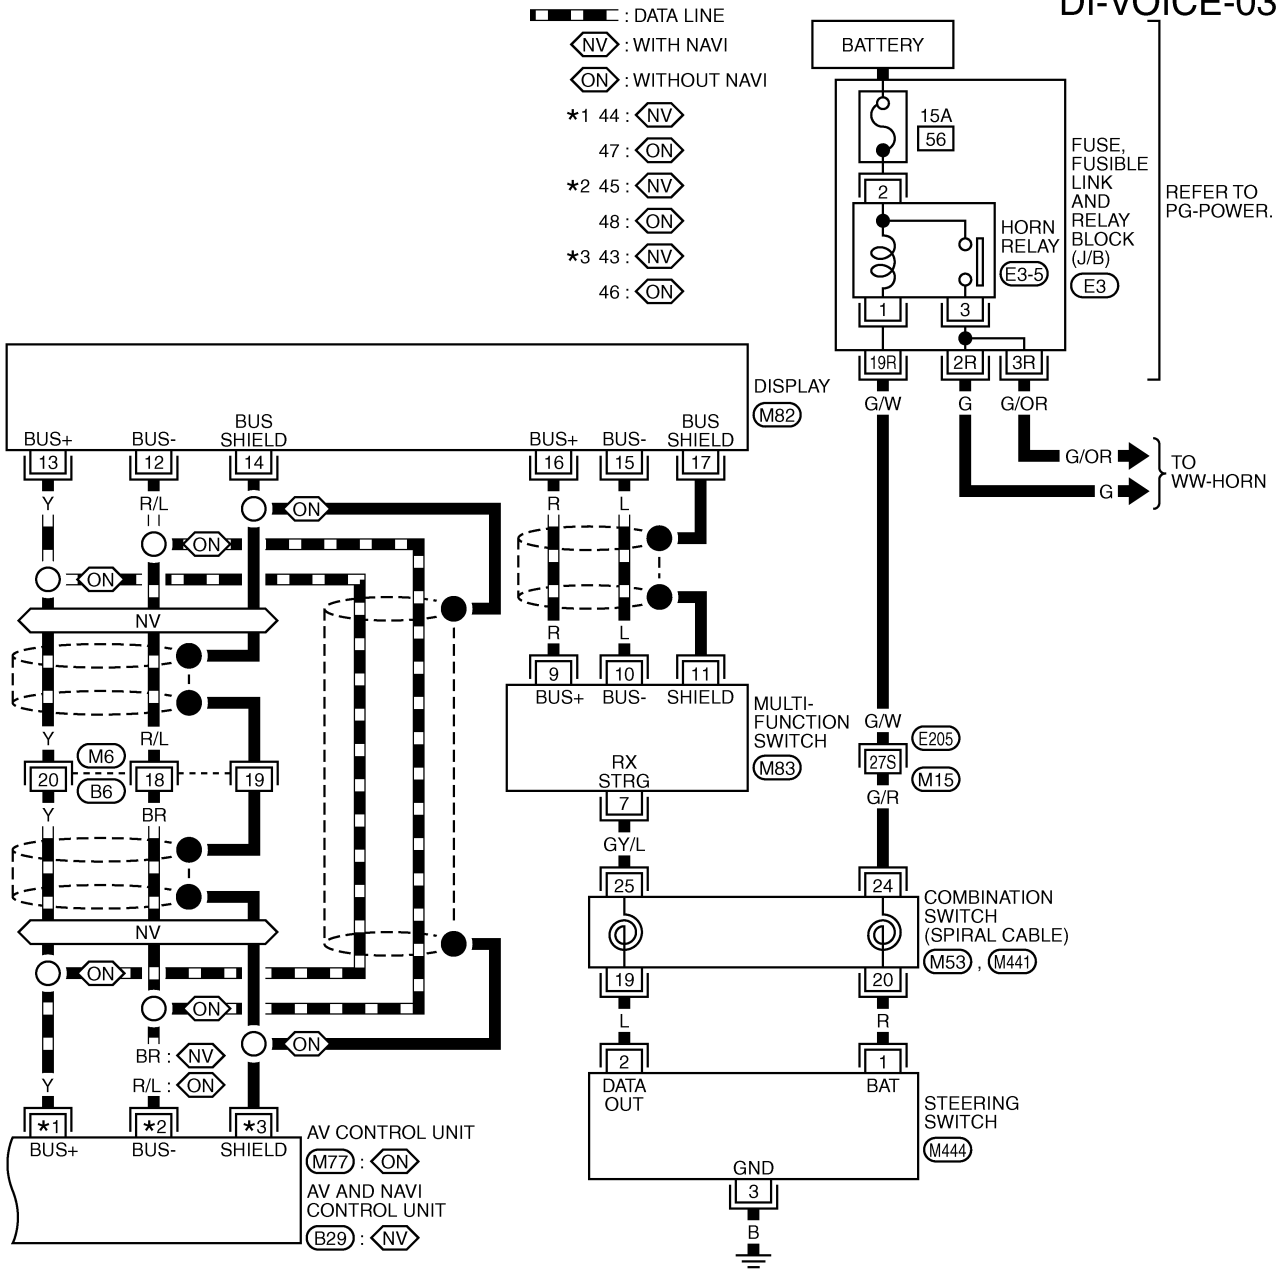 DI-VOICE-03
: DATA LINE
NV : WITH NAVI
ON : WITHOUT NAVI
*1 44 : NV
47 : ON
*2 45 : NV
48 : ON
*3 43 : NV
46 : ON
BATTERY
15A
56
2
HORN
RELAY
E3-5
1
3
19R
2R
3R
FUSE,
FUSIBLE
LINK
AND
RELAY
BLOCK
(J/B)
E3
REFER TO
PG-POWER.
G/W
G
G/OR
G/OR
G
TO
WW-HORN
DISPLAY
M82
BUS+
BUS-
BUS
SHIELD
BUS+
BUS-
BUS
SHIELD
13
12
14
16
15
17
Y
R/L
ON
R
L
ON
ON
NV
R
L
9
10
11
BUS+
BUS-
SHIELD
MULTI-
FUNCTION
SWITCH
M83
RX
STRG
7
GY/L
G/W
E205
27S
M15
G/R
Y
R/L
M6
20
18
19
B6
Y
BR
NV
ON
ON
ON
BR : NV
Y
R/L : ON
*1
*2
*3
BUS+
BUS-
SHIELD
AV CONTROL UNIT
M77 : ON
AV AND NAVI
CONTROL UNIT
B29 : NV
25
24
COMBINATION
SWITCH
(SPIRAL CABLE)
M53 , M441
19
20
L
R
2
1
DATA
OUT
BAT
STEERING
SWITCH
M444
GND
3
B